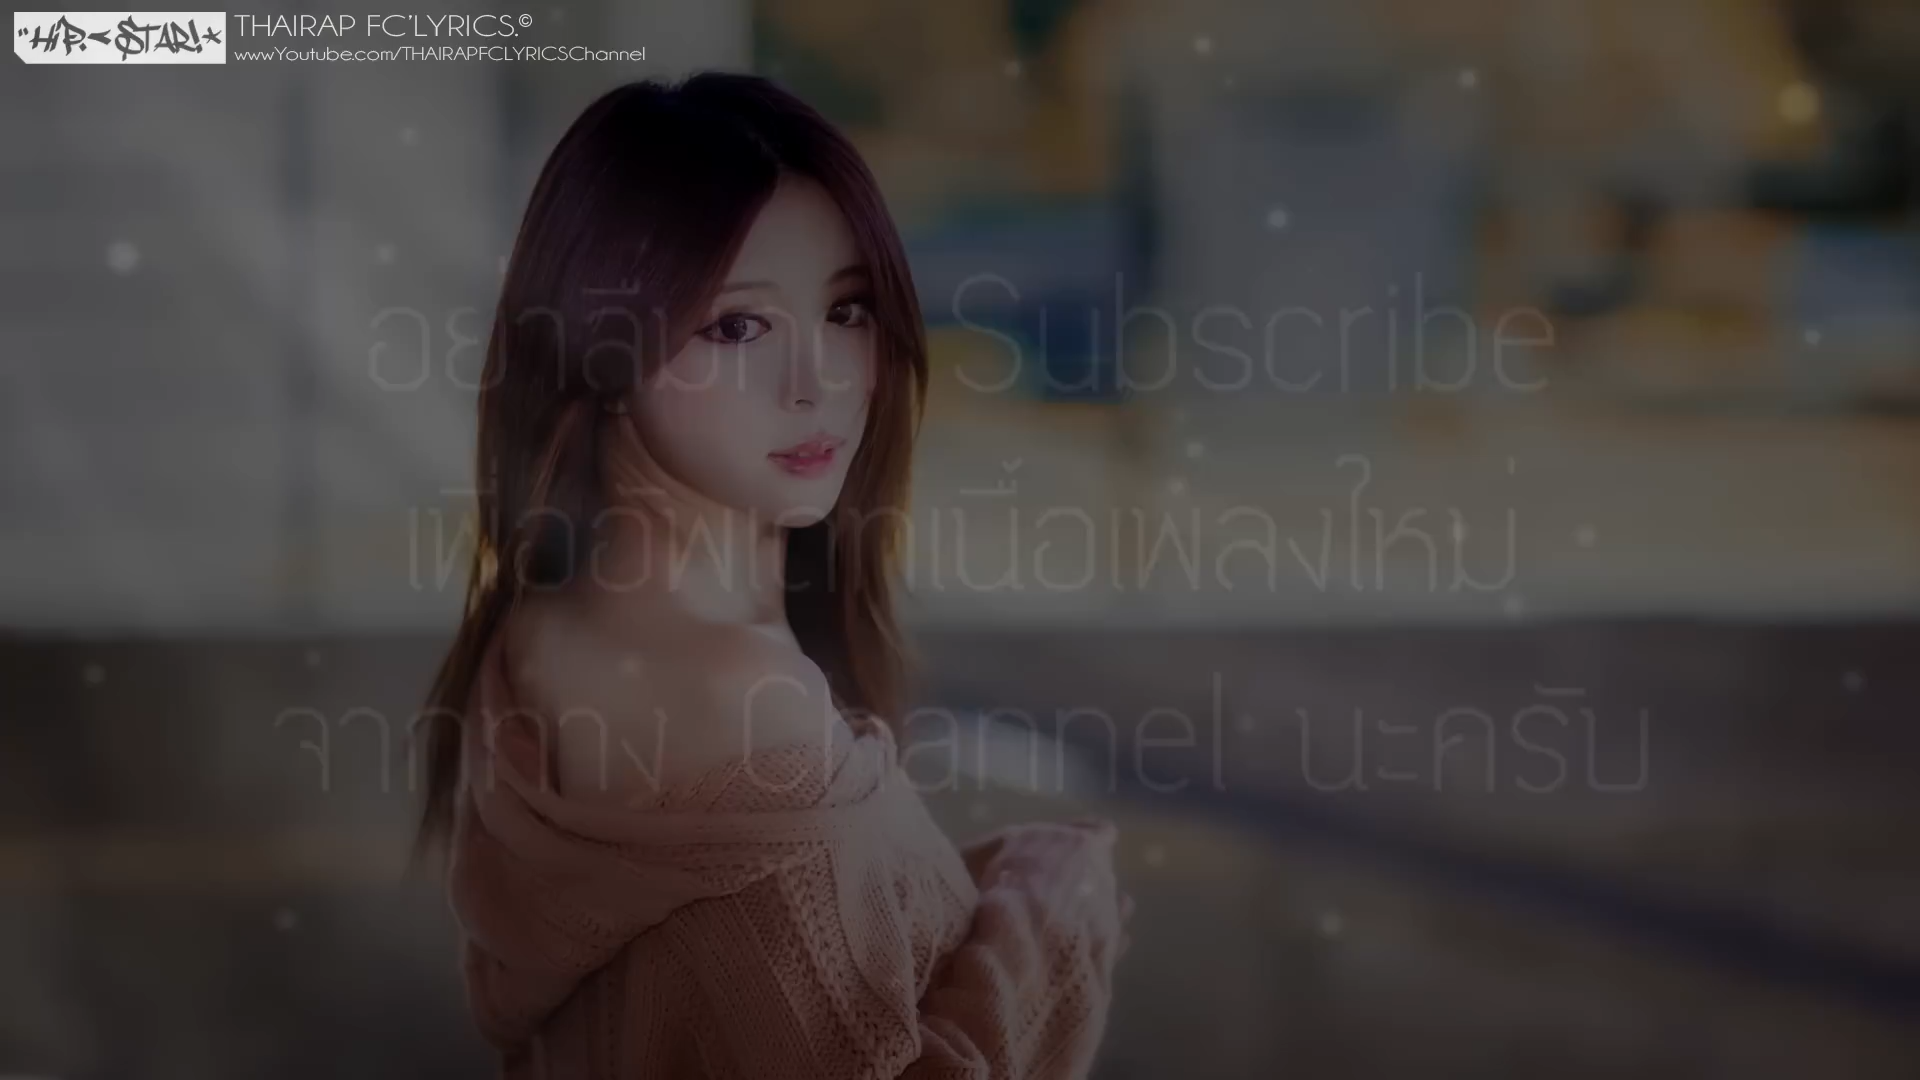 "HiP.<STAR!*
THAIRAP FC'LYRICS.©
wwwYoutube.com/THAIRAPFCLYRICSChannel
อย่าลืมกด Subscribe
เพื่ออัพเดทเนื้อเพลงใหม่
จากทาง Channel นะครับ